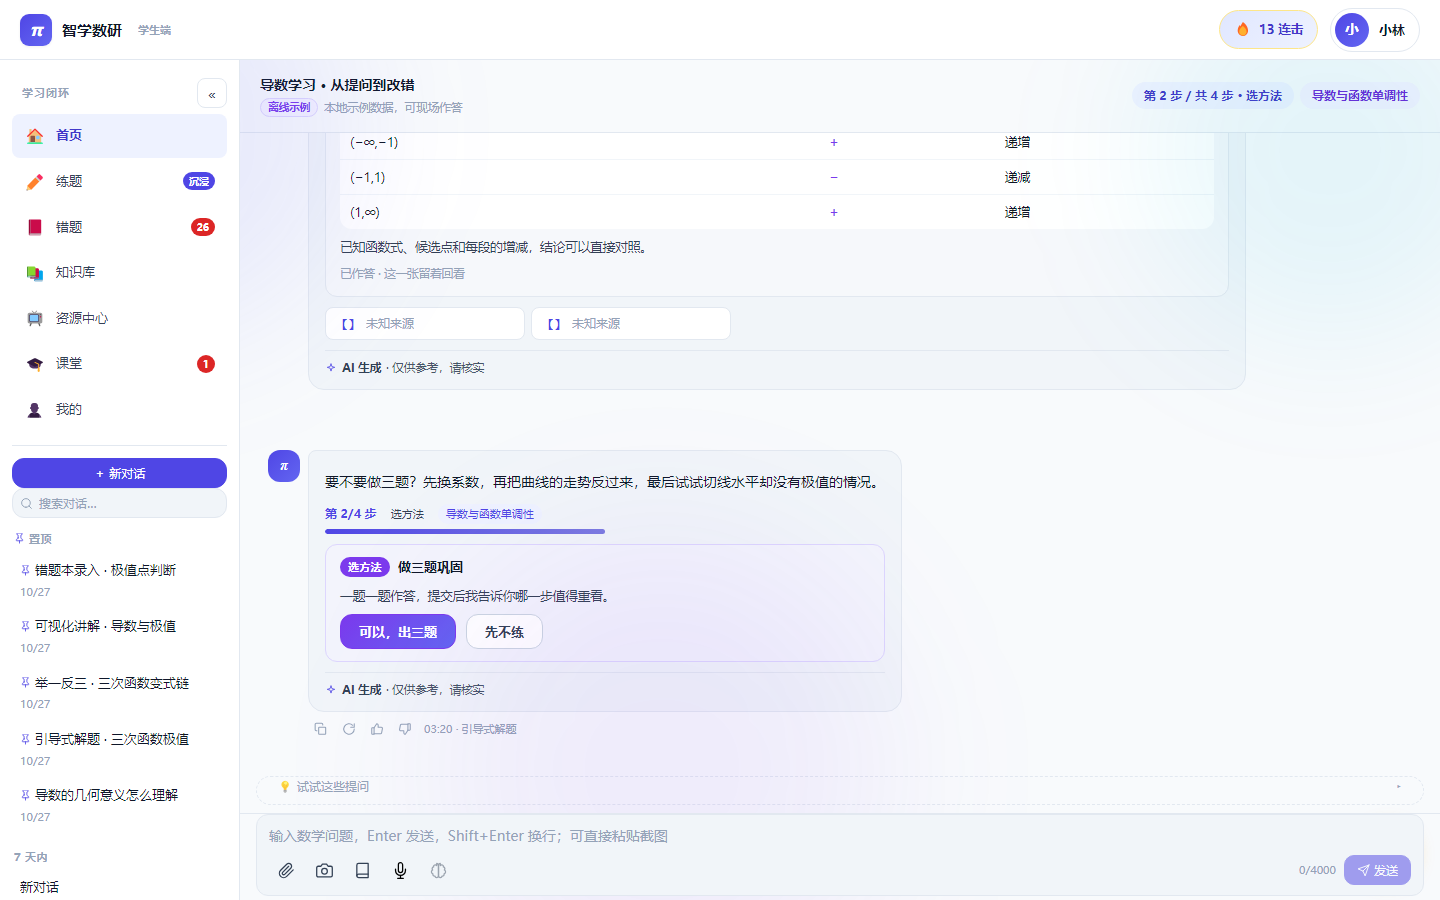 π 智学数研 学生端
13 连击
小 小林
学习闭环
«
首页
练题 沉浸
错题 26
知识库
资源中心
课堂 1
我的
+ 新对话
搜索对话...
置顶
错题本录入 · 极值点判断
10/27
可视化讲解 · 导数与极值
10/27
举一反三 · 三次函数变式链
10/27
引导式解题 · 三次函数极值
10/27
导数的几何意义怎么理解
10/27
7 天内
新对话
导数学习 • 从提问到改错
离线示例 本地示例数据，可现场作答
第 2 步 / 共 4 步 • 选方法
导数与函数单调性
(−∞,−1) + 递增
(−1,1) − 递减
(1,∞) + 递增
已知函数式、候选点和每段的增减，结论可以直接对照。
已作答 · 这一张留着回看
【】 未知来源
【】 未知来源
AI 生成 · 仅供参考，请核实
π
要不要做三题？先换系数，再把曲线的走势反过来，最后试试切线水平却没有极值的情况。
第 2/4 步 选方法 导数与函数单调性
选方法 做三题巩固
一题一题作答，提交后我告诉你哪一步值得重看。
可以，出三题 先不练
AI 生成 · 仅供参考，请核实
03:20 · 引导式解题
试试这些提问
输入数学问题，Enter 发送，Shift+Enter 换行；可直接粘贴截图
0/4000 发送